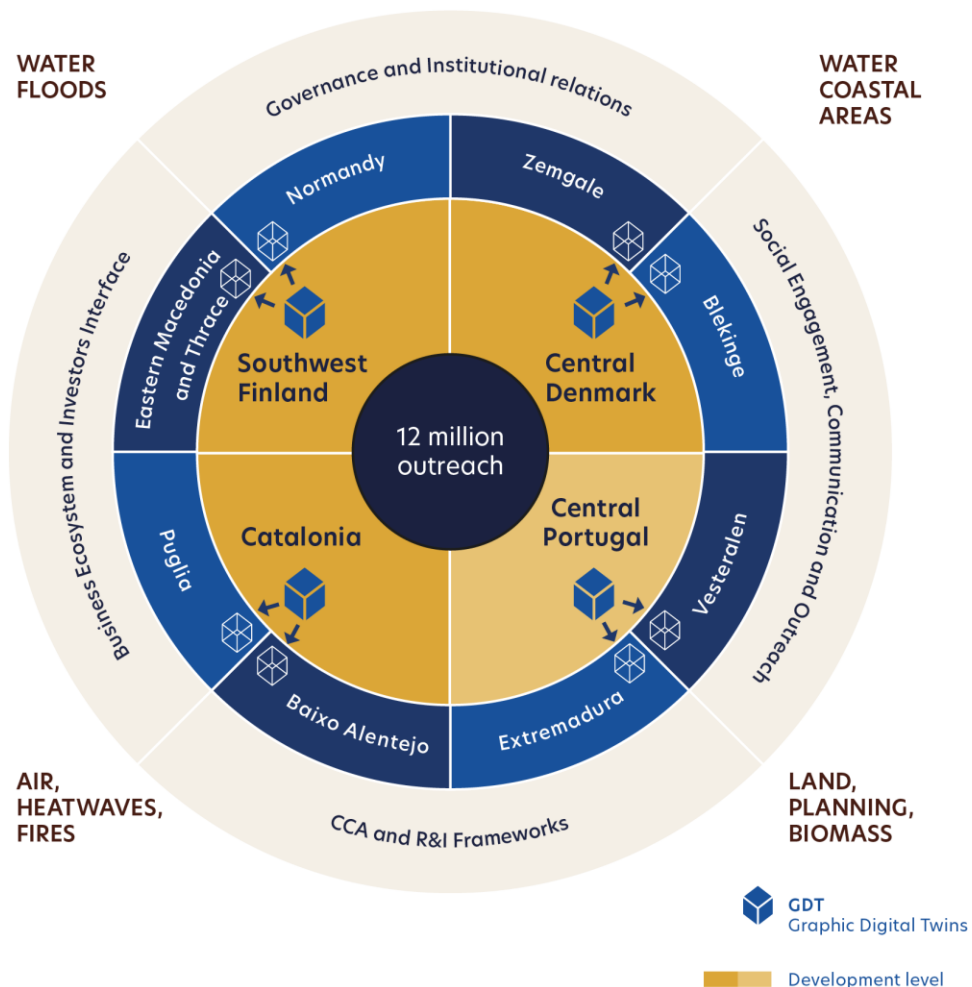 WATER
FLOODS
WATER
COASTAL
AREAS
Governance and Institutional relations
Normandy
Zemgale
Eastern Macedonia
and Thrace
Blekinge
Business Ecosystem and Investors Interface
Social Engagement, Communication and Outreach
Southwest
Finland
Central
Denmark
12 million
outreach
Catalonia
Central
Portugal
Puglia
Vesteralen
Baixo Alentejo
Extremadura
CCA and R&I Frameworks
AIR,
HEATWAVES,
FIRES
LAND,
PLANNING,
BIOMASS
GDT
Graphic Digital Twins
Development level